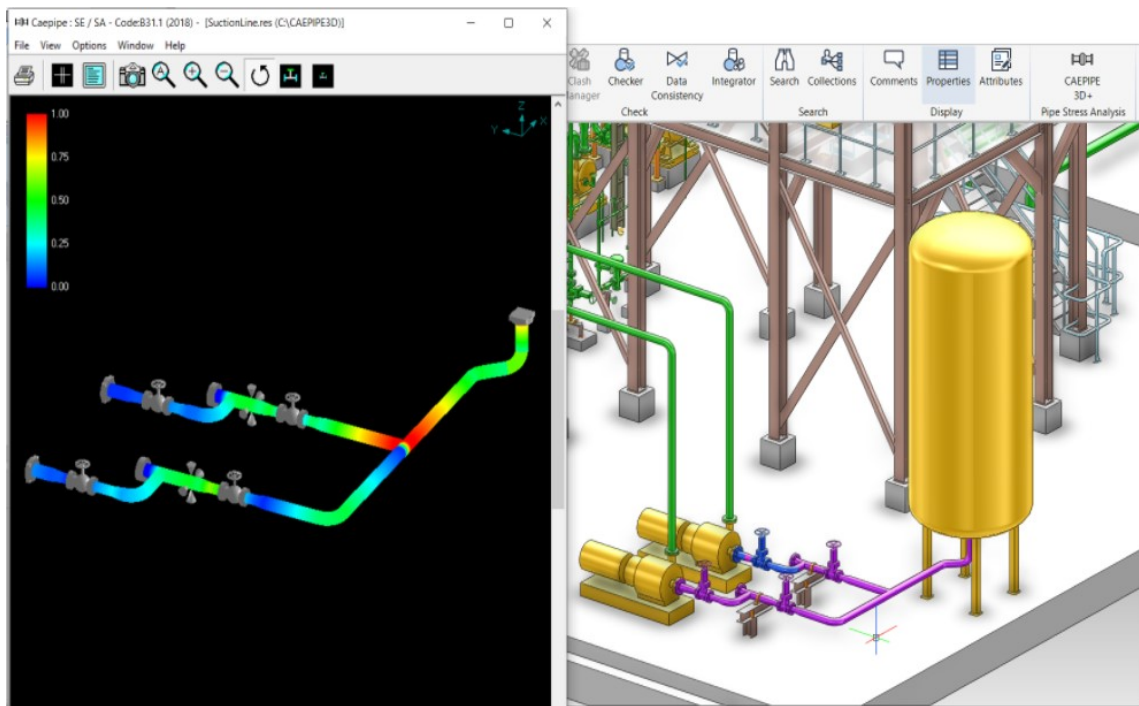 Caepipe : SE / SA - Code:B31.1 (2018) - [SuctionLine.res (C:\CAEPIPE3D)]
File View Options Window Help
1.00
0.75
0.50
0.25
0.00
Z
Y X
Clash Manager
Checker
Data Consistency
Integrator
Check
Search
Collections
Search
Comments
Properties
Attributes
Display
CAEPIPE 3D+
Pipe Stress Analysis